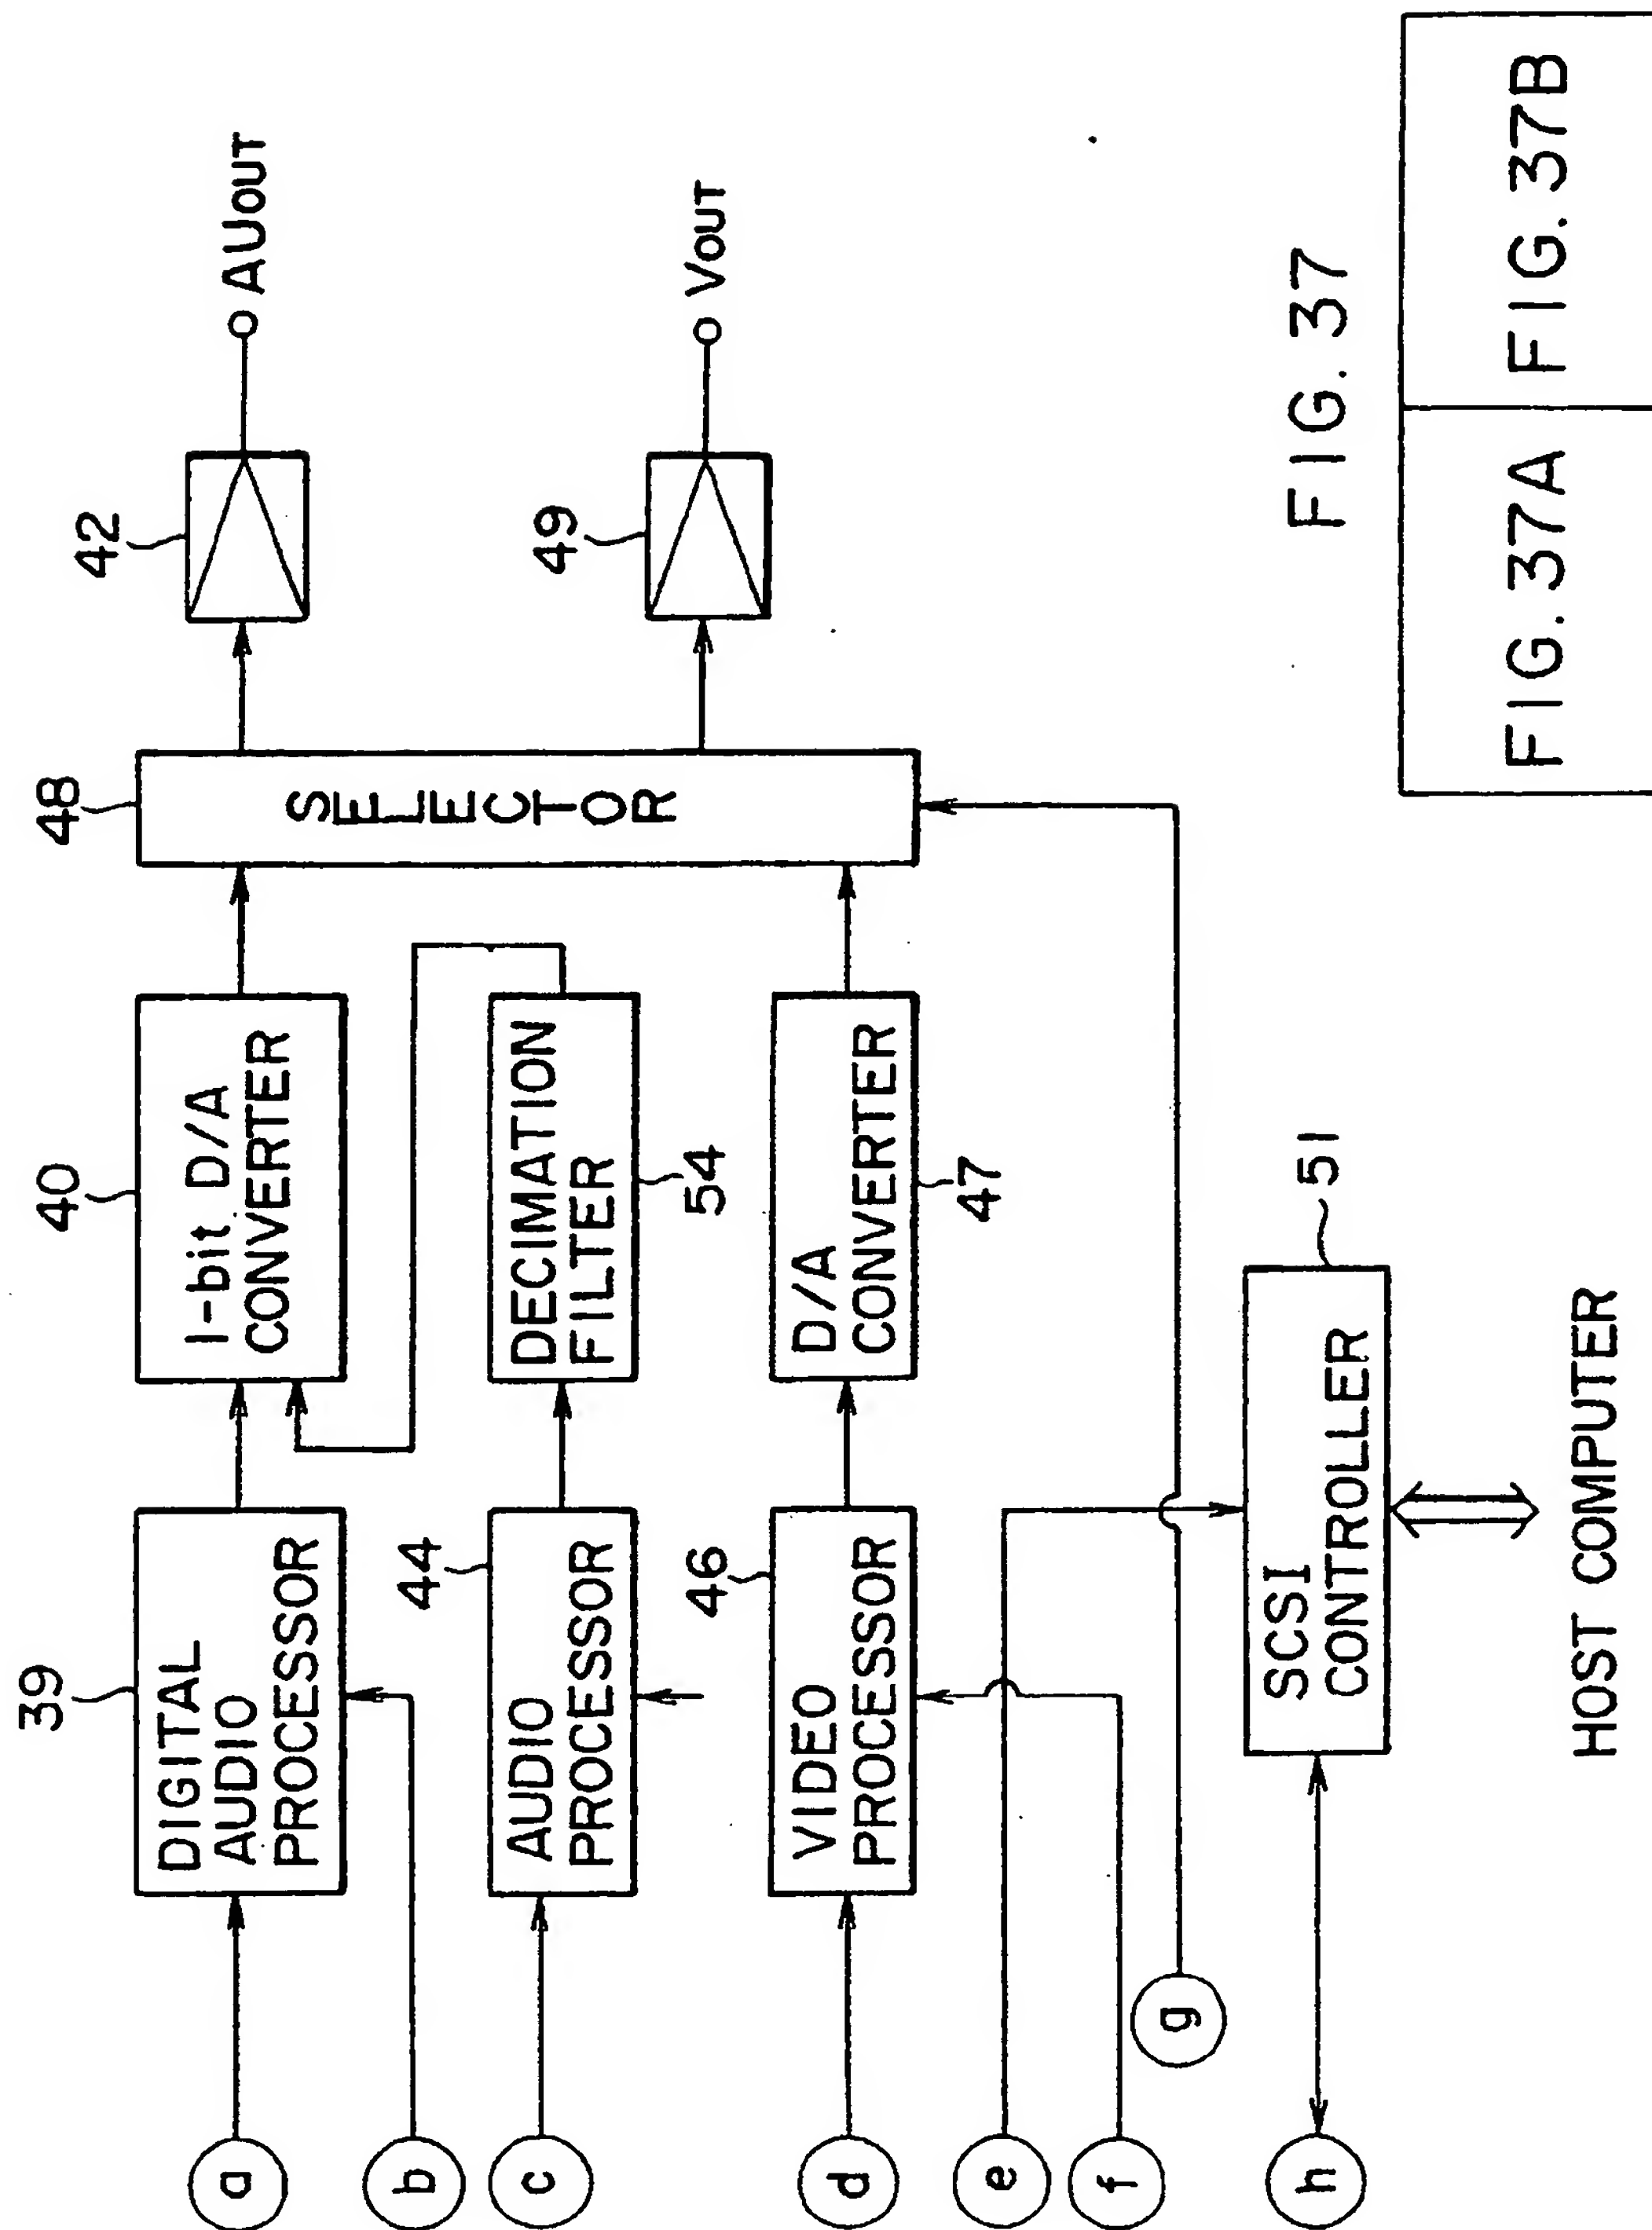 39
DIGITAL
AUDIO
PROCESSOR
40
1-bit D/A
CONVERTER
48
SELECTOR
42
AUOUT
44
AUDIO
PROCESSOR
DECIMATION
FILTER
54
49
VOUT
46
VIDEO
PROCESSOR
D/A
CONVERTER
47
51
SCSI
CONTROLLER
HOST COMPUTER
a
b
c
d
e
f
g
h
FIG. 37
FIG. 37A
FIG. 37B